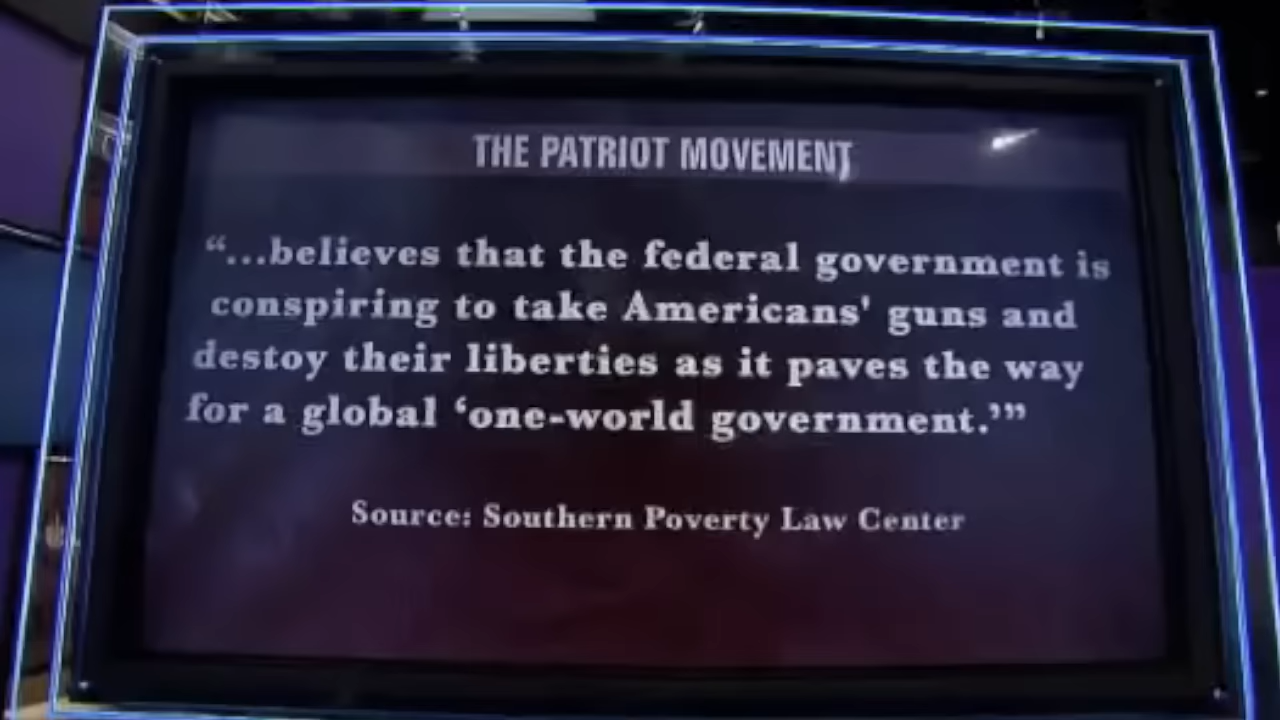 THE PATRIOT MOVEMENT
“...believes that the federal government is
conspiring to take Americans' guns and
destoy their liberties as it paves the way
for a global ‘one-world government.’”
Source: Southern Poverty Law Center